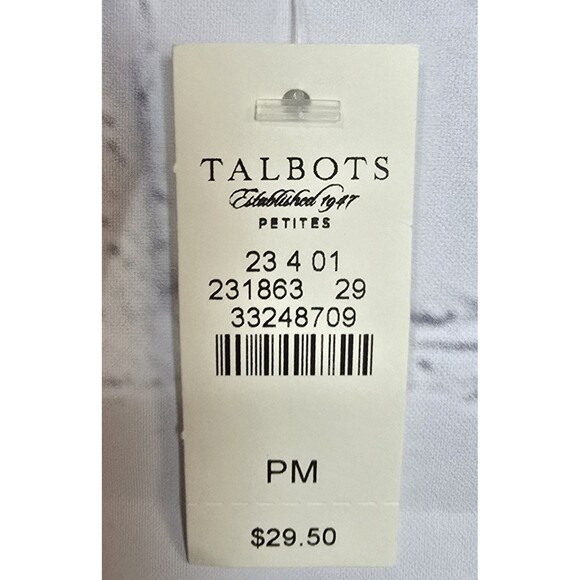 TALBOTS
Established 1947
PETITES
23 4 01
231863 29
33248709
PM
$29.50